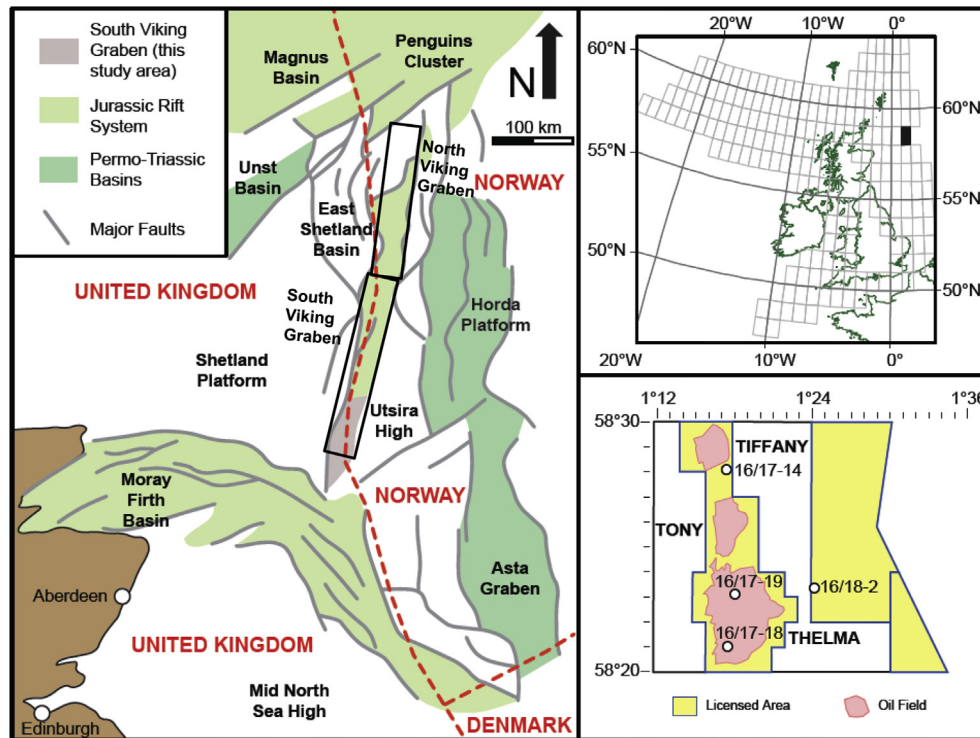 South Viking
Graben (this
study area)
Jurassic Rift
System
Permo-Triassic
Basins
Major Faults
Magnus
Basin
Penguins
Cluster
N
100 km
Unst
Basin
North
Viking
Graben
NORWAY
East
Shetland
Basin
UNITED KINGDOM
South
Viking
Graben
Horda
Platform
Shetland
Platform
Utsira
High
Moray
Firth
Basin
NORWAY
Asta
Graben
Aberdeen
UNITED KINGDOM
Mid North
Sea High
Edinburgh
DENMARK
20°W
10°W
0°
60°N
60°N
55°N
55°N
50°N
50°N
20°W
10°W
0°
1°12
1°24
1°36
58°30
TIFFANY
16/17-14
TONY
16/17-19
16/18-2
16/17-18
THELMA
58°20
Licensed Area
Oil Field